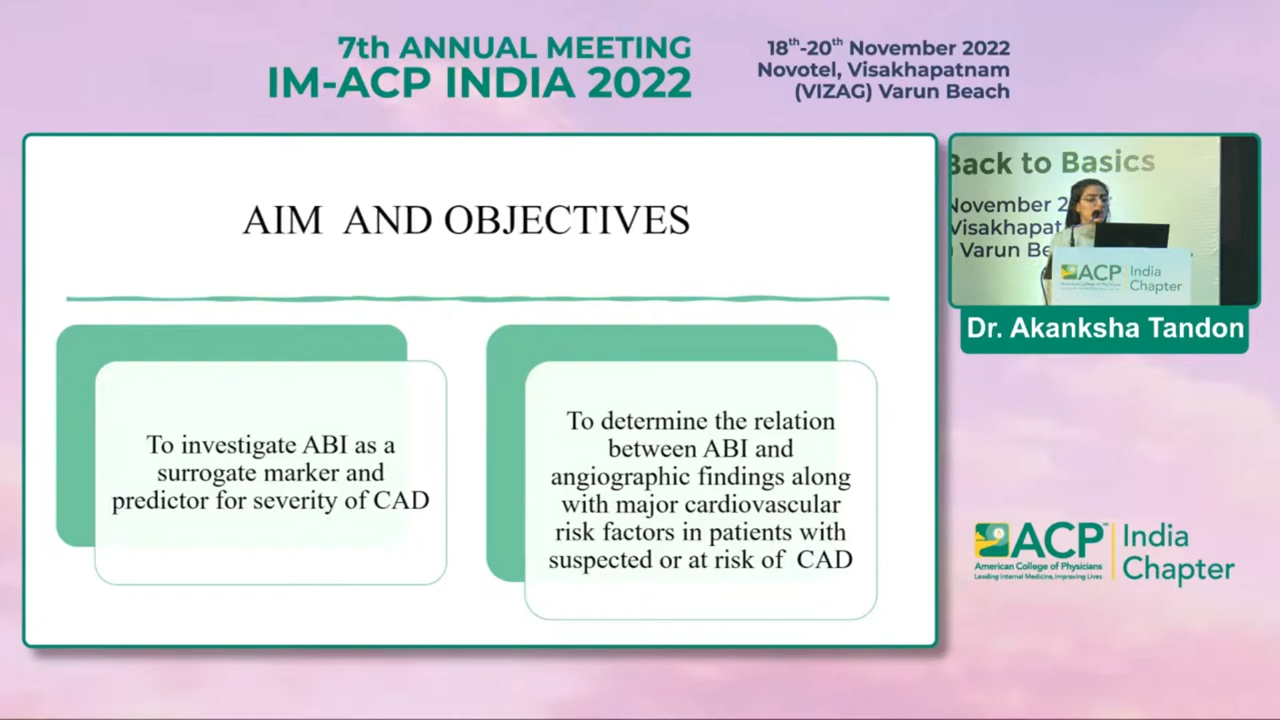 7th ANNUAL MEETING
IM-ACP INDIA 2022
18th-20th November 2022
Novotel, Visakhapatnam
(VIZAG) Varun Beach
AIM AND OBJECTIVES
To investigate ABI as a
surrogate marker and
predictor for severity of CAD
To determine the relation
between ABI and
angiographic findings along
with major cardiovascular
risk factors in patients with
suspected or at risk of CAD
Back to Basics
November 2
Visakhapat
Varun Be
ACP India
Chapter
Dr. Akanksha Tandon
ACP India
Chapter
American College of Physicians
Leading Internal Medicine, Improving Lives